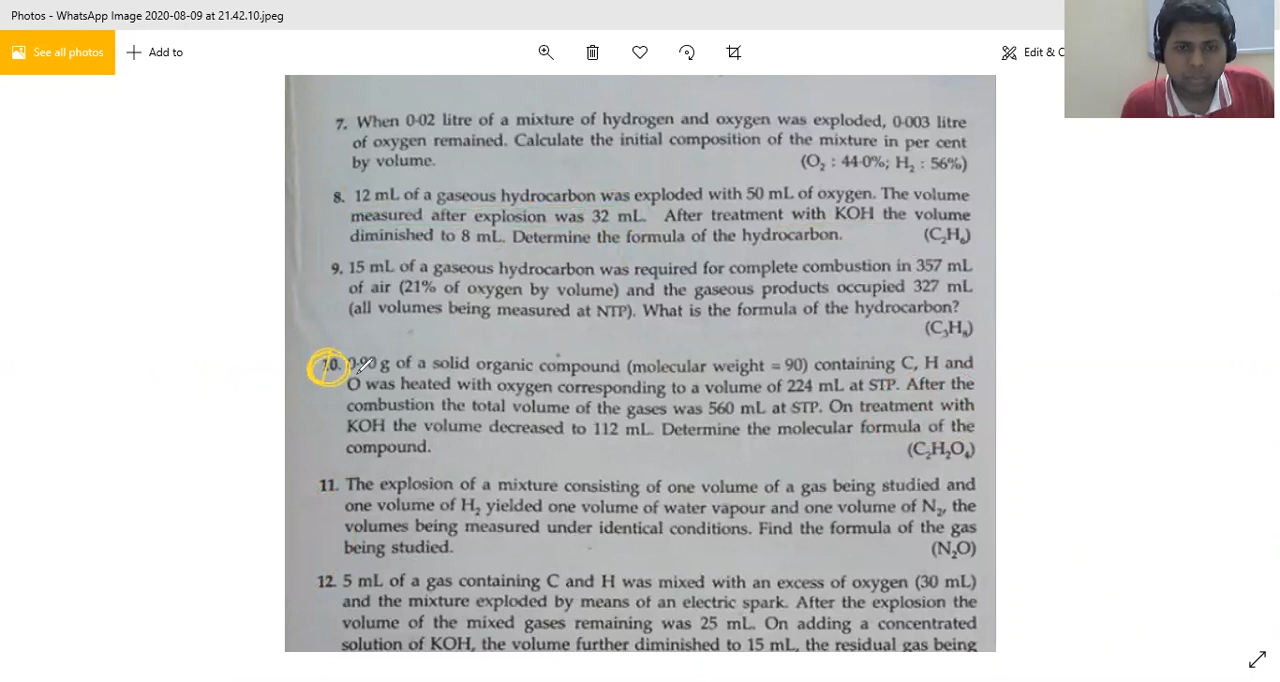 Photos - WhatsApp Image 2020-08-09 at 21.42.10.jpeg
See all photos
Add to
Edit & C
7. When 0·02 litre of a mixture of hydrogen and oxygen was exploded, 0·003 litre
of oxygen remained. Calculate the initial composition of the mixture in per cent
by volume. (O₂ : 44·0%; H₂ : 56%)
8. 12 mL of a gaseous hydrocarbon was exploded with 50 mL of oxygen. The volume
measured after explosion was 32 mL. After treatment with KOH the volume
diminished to 8 mL. Determine the formula of the hydrocarbon. (C₂H₆)
9. 15 mL of a gaseous hydrocarbon was required for complete combustion in 357 mL
of air (21% of oxygen by volume) and the gaseous products occupied 327 mL
(all volumes being measured at NTP). What is the formula of the hydrocarbon?
(C₃H₈)
10. 0·90 g of a solid organic compound (molecular weight = 90) containing C, H and
O was heated with oxygen corresponding to a volume of 224 mL at STP. After the
combustion the total volume of the gases was 560 mL at STP. On treatment with
KOH the volume decreased to 112 mL. Determine the molecular formula of the
compound. (C₂H₂O₄)
11. The explosion of a mixture consisting of one volume of a gas being studied and
one volume of H₂ yielded one volume of water vapour and one volume of N₂, the
volumes being measured under identical conditions. Find the formula of the gas
being studied. (N₂O)
12. 5 mL of a gas containing C and H was mixed with an excess of oxygen (30 mL)
and the mixture exploded by means of an electric spark. After the explosion the
volume of the mixed gases remaining was 25 mL. On adding a concentrated
solution of KOH, the volume further diminished to 15 mL, the residual gas being